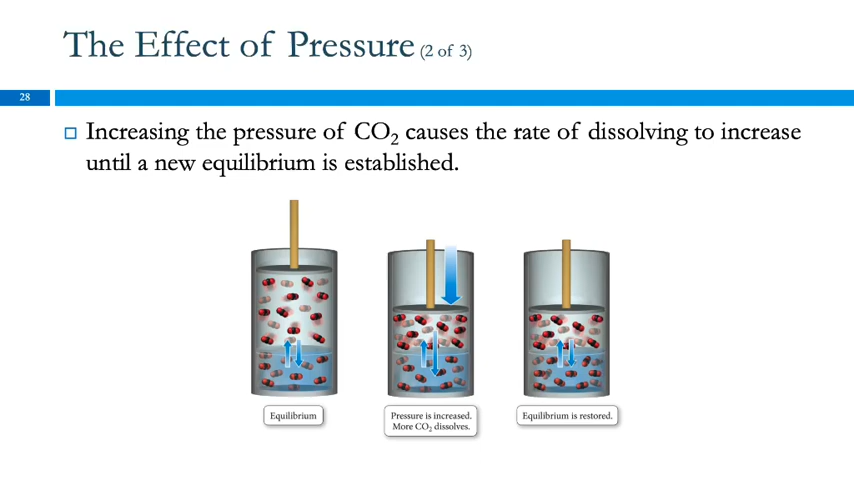 The Effect of Pressure (2 of 3)
28
Increasing the pressure of CO₂ causes the rate of dissolving to increase
until a new equilibrium is established.
Equilibrium
Pressure is increased.
More CO₂ dissolves.
Equilibrium is restored.